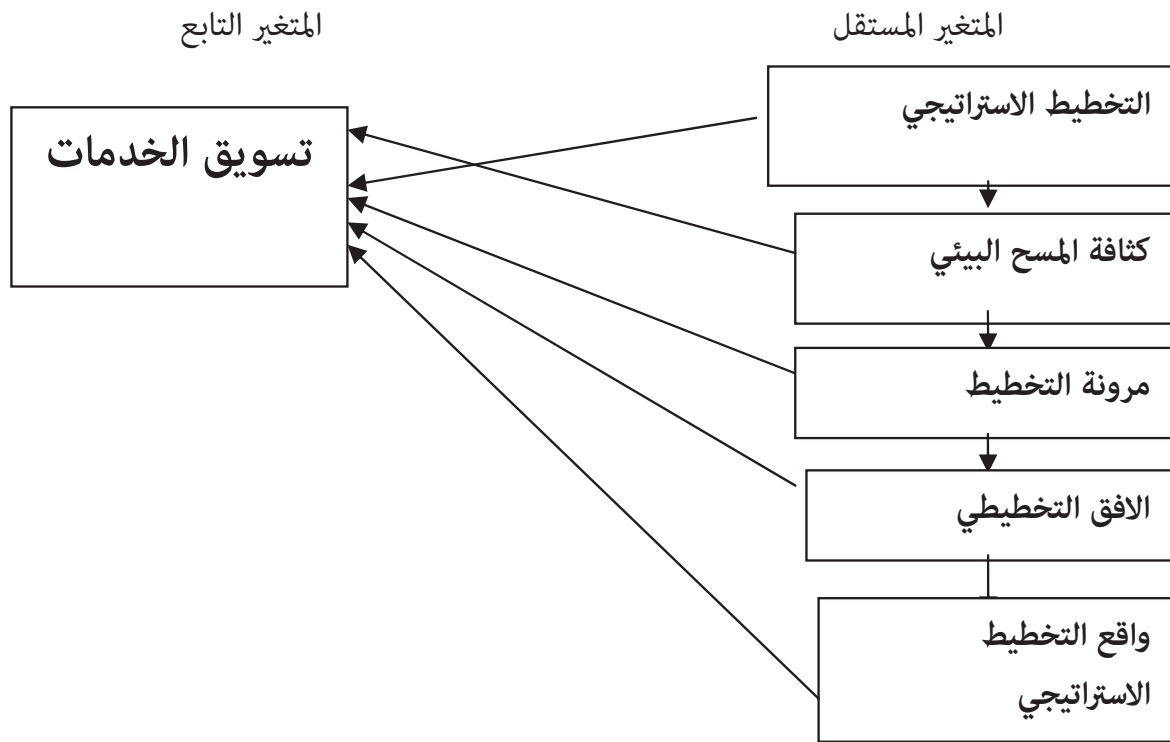 المتغير المستقل
المتغير التابع
التخطيط الاستراتيجي
تسويق الخدمات
كثافة المسح البيئي
مرونة التخطيط
الافق التخطيطي
واقع التخطيط
الاستراتيجي